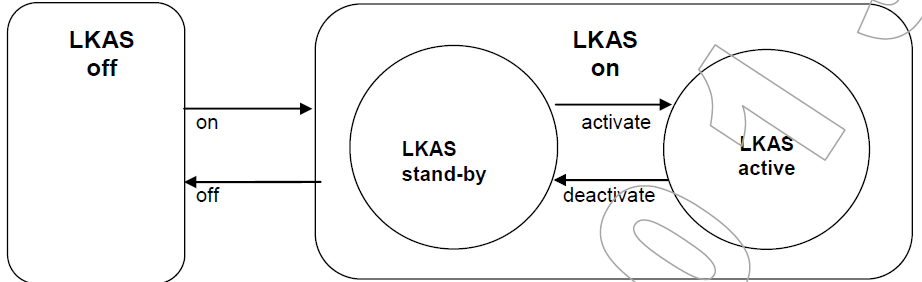 LKAS
off
LKAS
on
on
activate
LKAS
stand-by
LKAS
active
off
deactivate